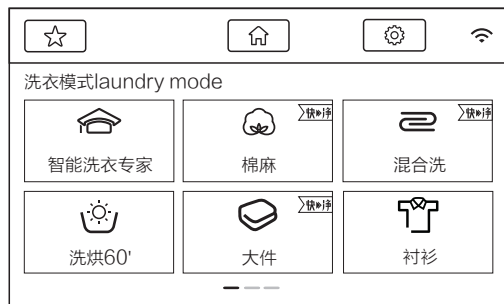 洗衣模式laundry mode
快净
快净
智能洗衣专家
棉麻
混合洗
快净
洗烘60'
大件
衬衫